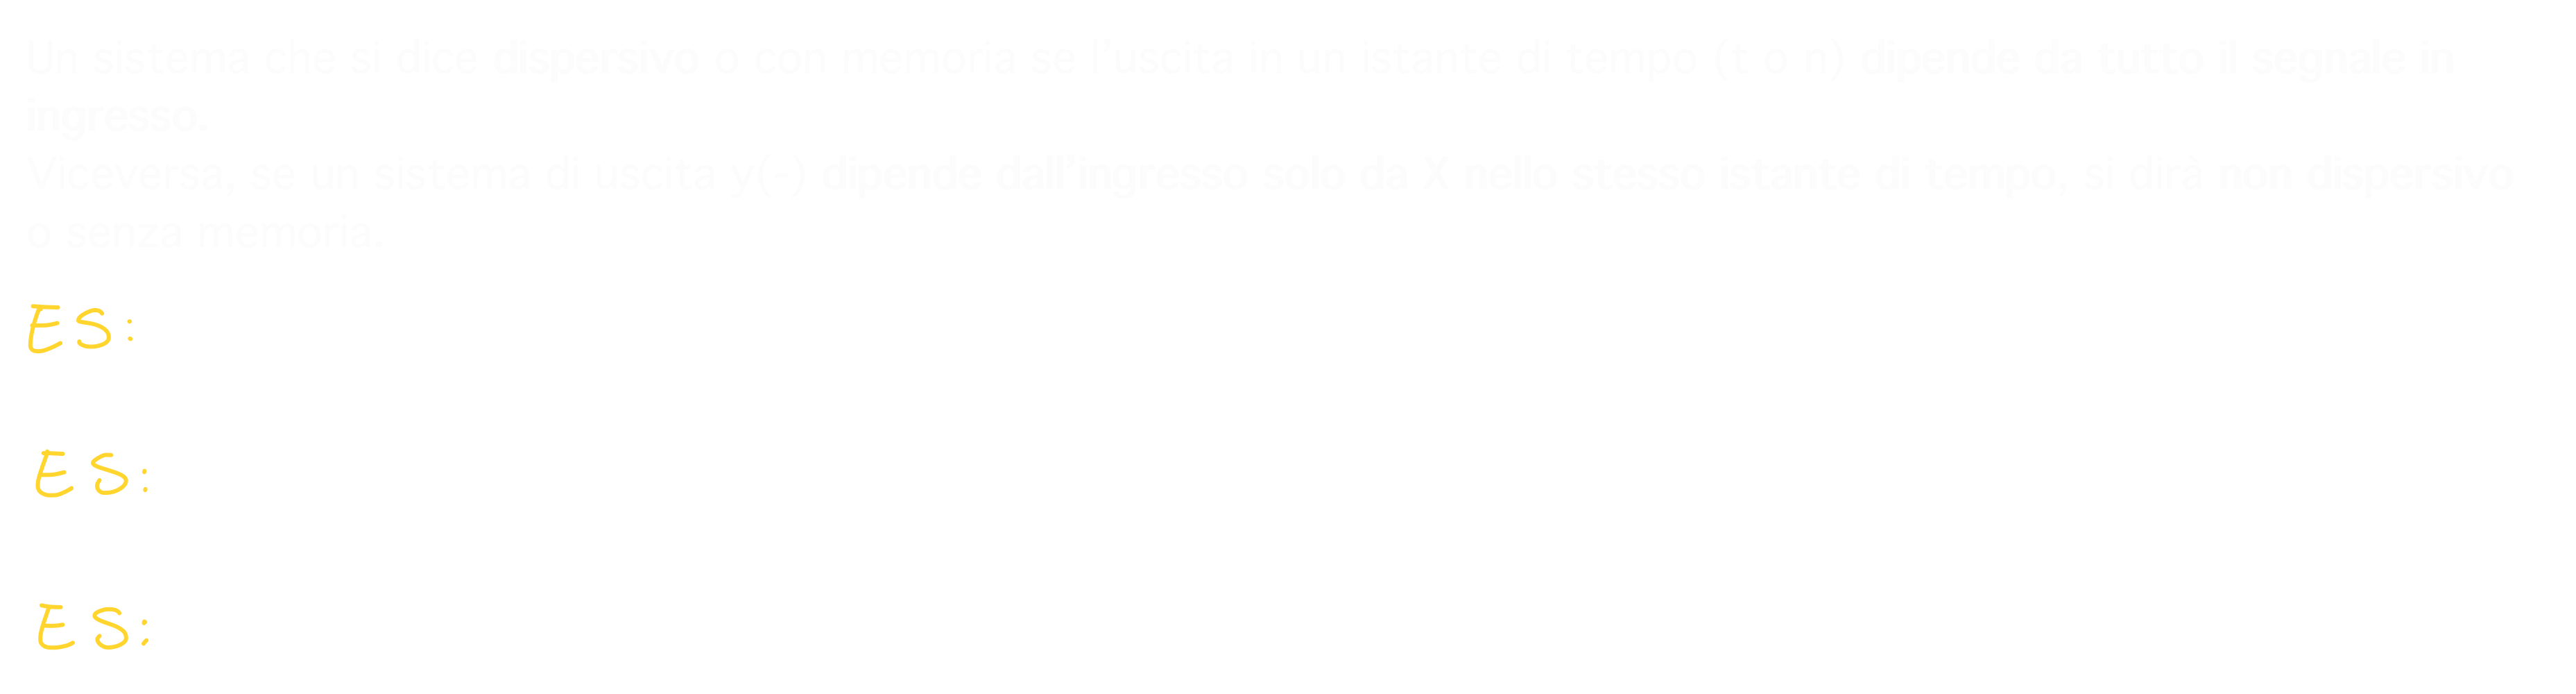 Un sistema che si dice dispersivo o con memoria se l'uscita in un istante di tempo (t o n) dipende da tutto il segnale in
ingresso.
Viceversa, se un sistema di uscita y(-) dipende dall'ingresso solo da X nello stesso istante di tempo, si dirà non dispersivo
o senza memoria.
ES:
ES:
ES: